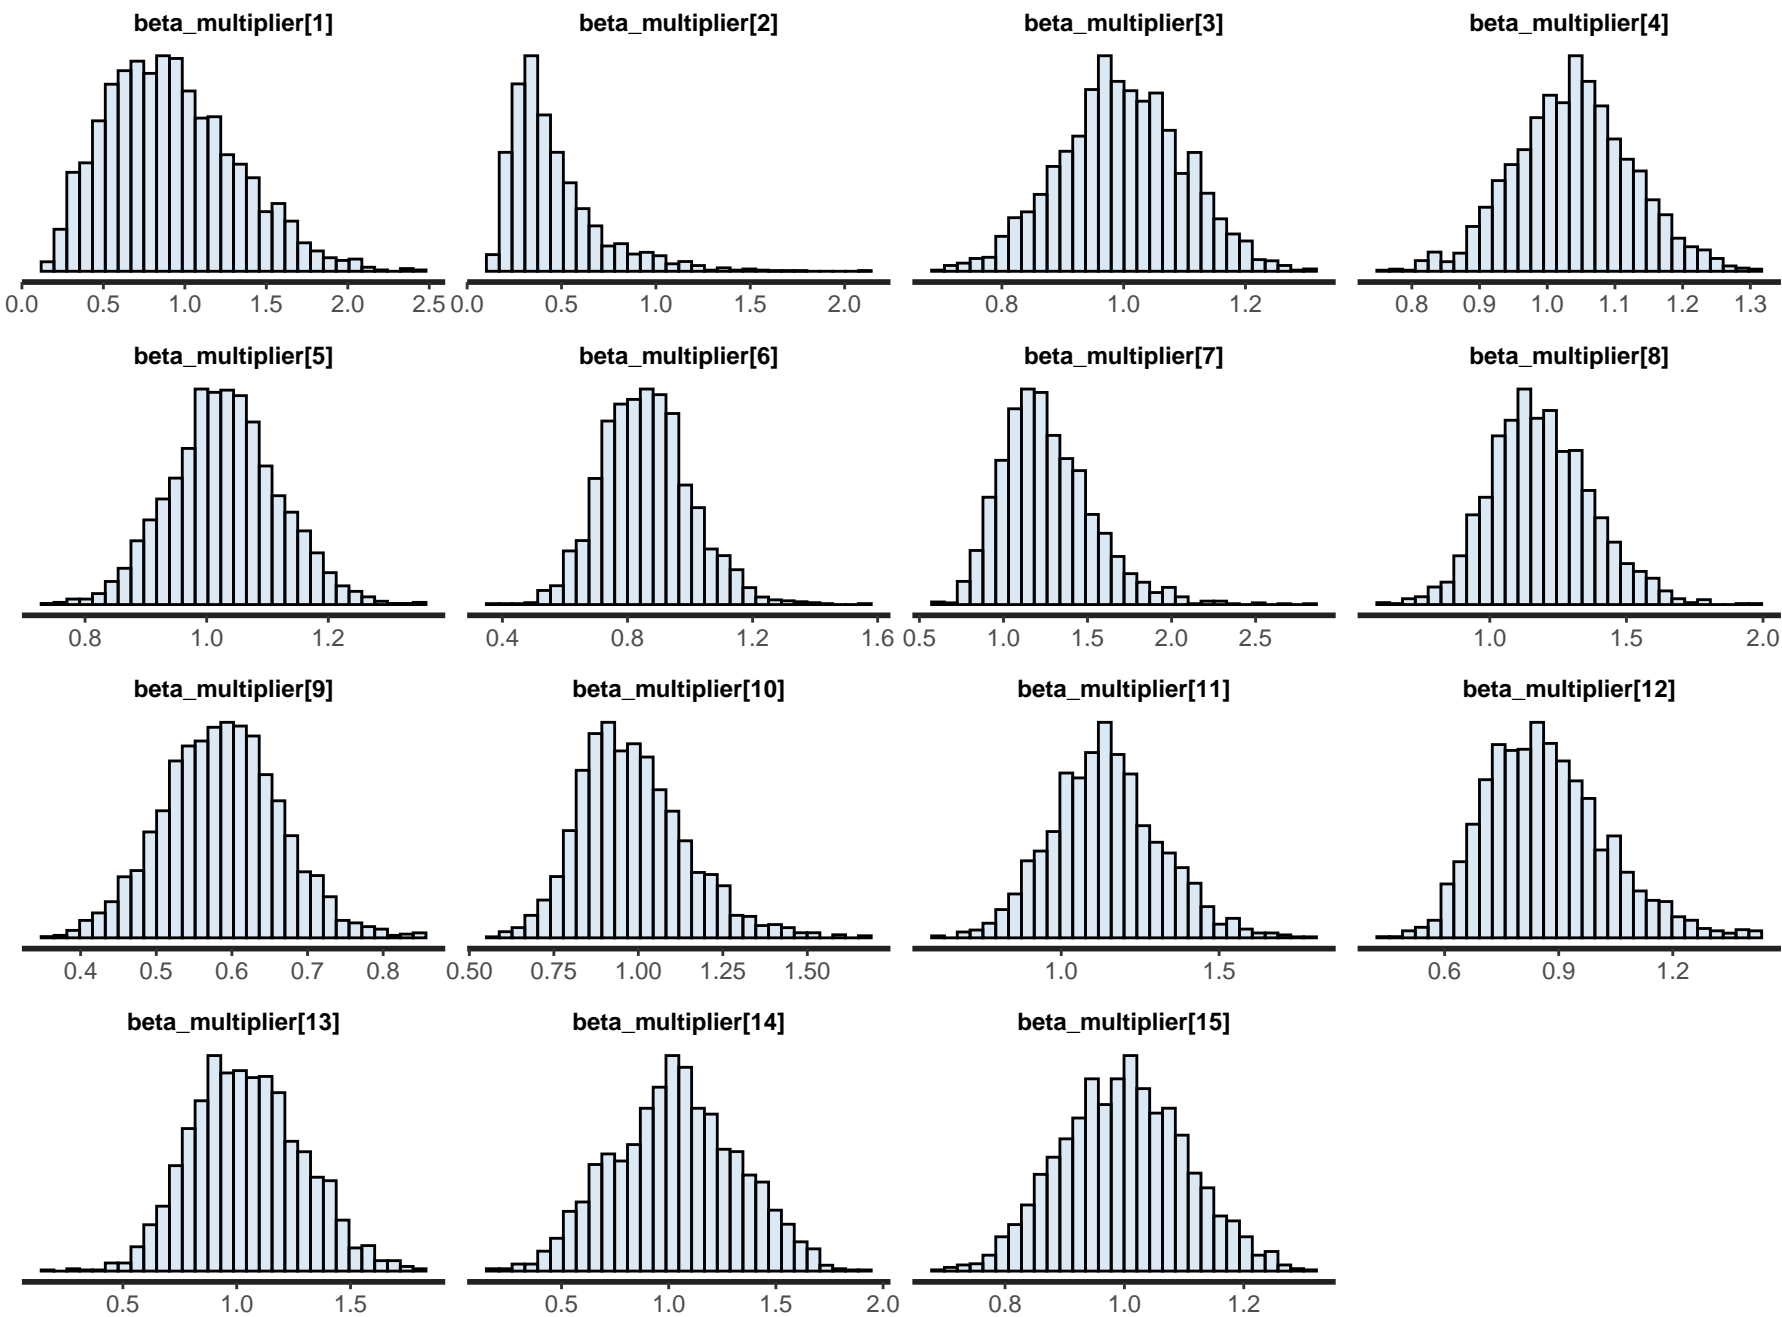 beta_multiplier[1] beta_multiplier[2] beta_multiplier[3] beta_multiplier[4]
0.0 0.5 1.0 1.5 2.0 2.5 0.0 0.5 1.0 1.5 2.0 0.8 1.0 1.2 0.8 0.9 1.0 1.1 1.2 1.3
beta_multiplier[5] beta_multiplier[6] beta_multiplier[7] beta_multiplier[8]
0.8 1.0 1.2 0.4 0.8 1.2 1.6 0.5 1.0 1.5 2.0 2.5 1.0 1.5 2.0
beta_multiplier[9] beta_multiplier[10] beta_multiplier[11] beta_multiplier[12]
0.4 0.5 0.6 0.7 0.8 0.50 0.75 1.00 1.25 1.50 1.0 1.5 0.6 0.9 1.2
beta_multiplier[13] beta_multiplier[14] beta_multiplier[15]
0.5 1.0 1.5 0.5 1.0 1.5 2.0 0.8 1.0 1.2